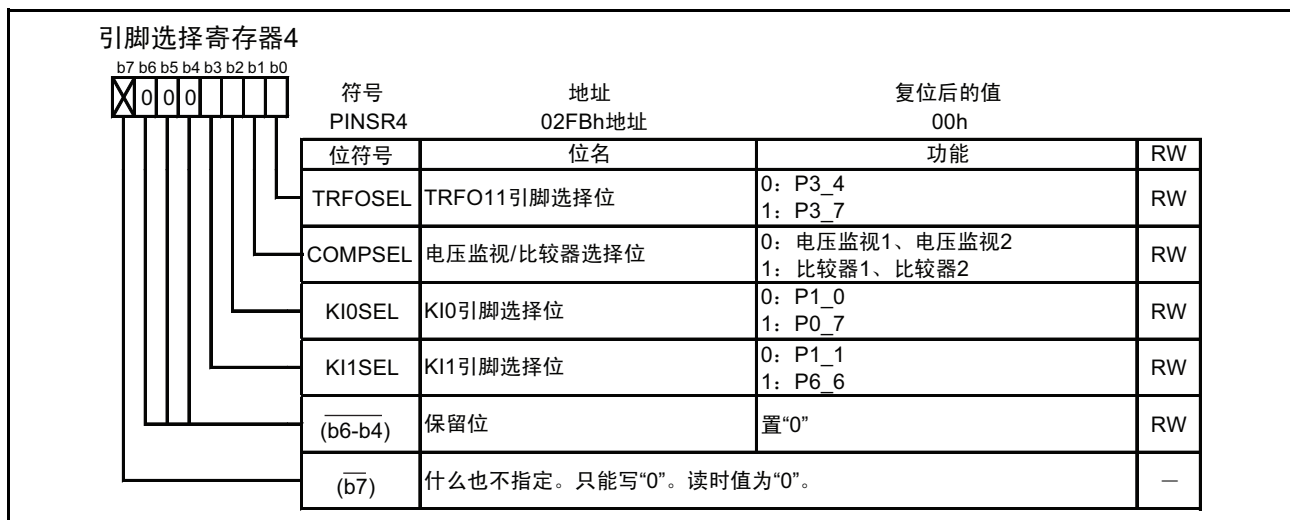 引脚选择寄存器4
b7 b6 b5 b4 b3 b2 b1 b0
0 0 0
符号 地址 复位后的值
PINSR4 02FBh地址 00h
位符号 位名 功能 RW
TRFOSEL TRFO11引脚选择位 0：P3_4 RW
1：P3_7
COMPSEL 电压监视/比较器选择位 0：电压监视1、电压监视2 RW
1：比较器1、比较器2
KI0SEL KI0引脚选择位 0：P1_0 RW
1：P0_7
KI1SEL KI1引脚选择位 0：P1_1 RW
1：P6_6
(b6-b4) 保留位 置“0” RW
(b7) 什么也不指定。只能写“0”。读时值为“0”。 —